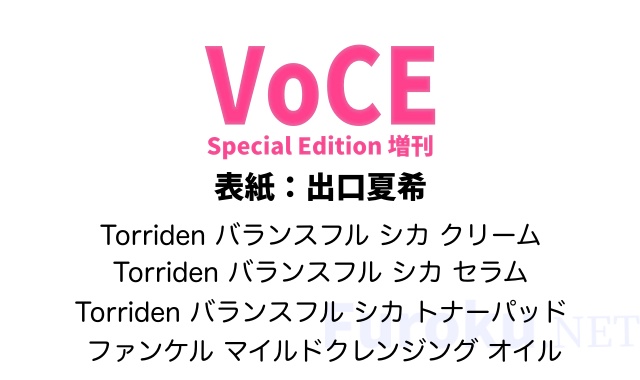 VoCE
Special Edition 増刊
表紙：出口夏希
Torriden バランスフル シカ クリーム
Torriden バランスフル シカ セラム
Torriden バランスフル シカ トナーパッド
ファンケル マイルドクレンジング オイル
Furoku.NET